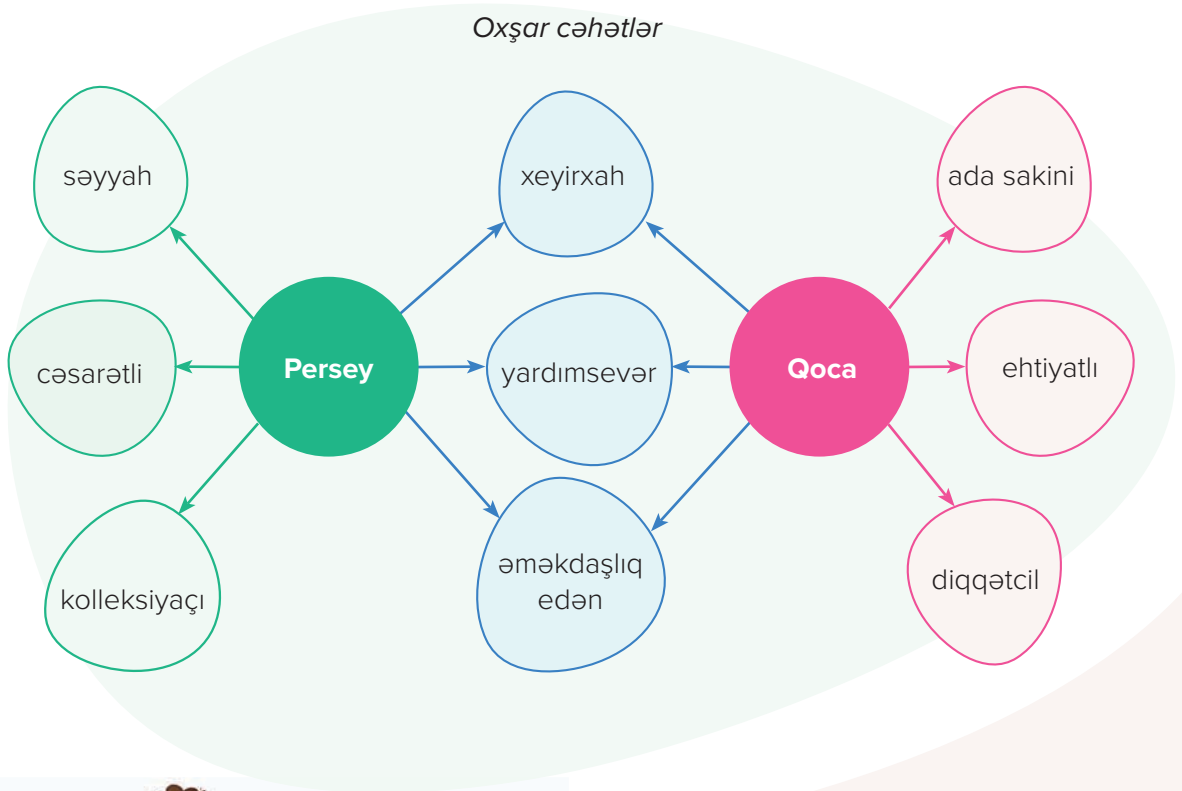 Oxşar cəhətlər
səyyah
xeyirxah
ada sakini
cəsarətli
Persey
yardımsevər
Qoca
ehtiyatlı
kolleksiyaçı
əməkdaşlıq
edən
diqqətcil